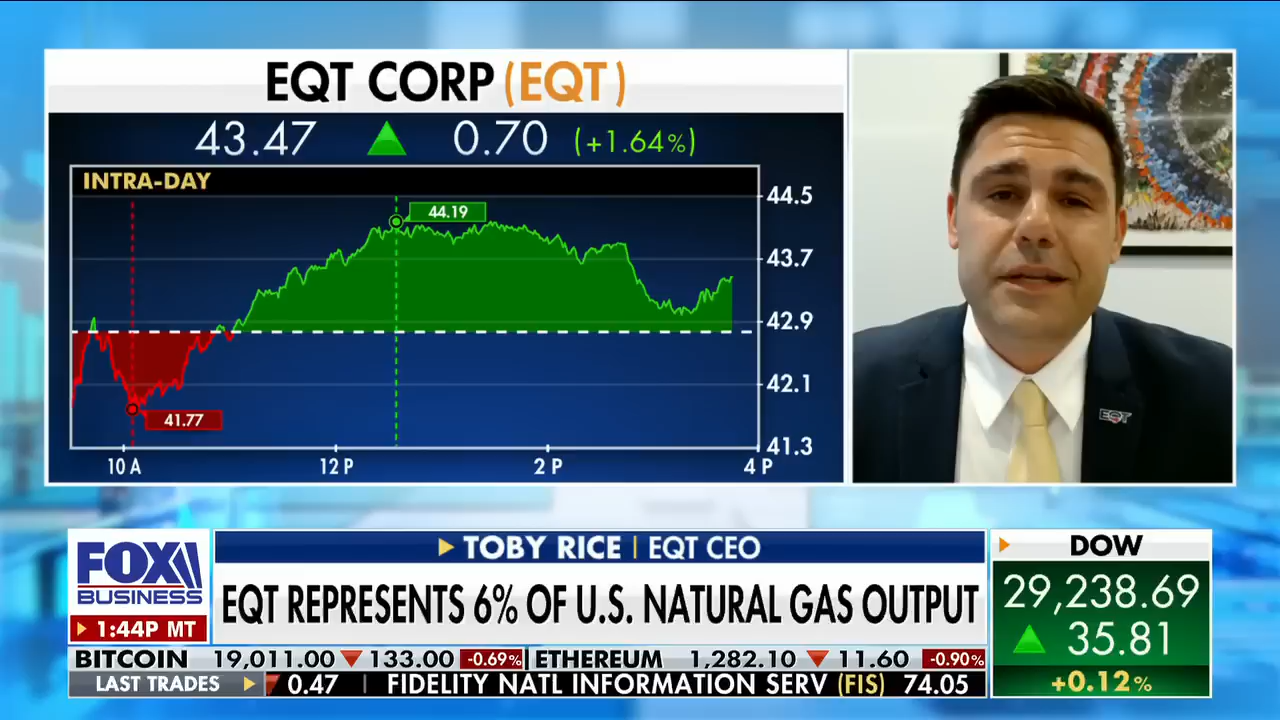 EQT CORP (EQT)
43.47 ▲ 0.70 (+1.64%)
INTRA-DAY
44.19
41.77
44.5
43.7
42.9
42.1
41.3
10 A 12 P 2 P 4 P
EQT
TOBY RICE | EQT CEO
EQT REPRESENTS 6% OF U.S. NATURAL GAS OUTPUT
FOX
BUSINESS
1:44P MT
DOW
29,238.69
▲ 35.81
+0.12%
BITCOIN 19,011.00 ▼ 133.00 -0.69% ETHEREUM 1,282.10 ▼ 11.60 -0.90%
LAST TRADES ▼ 0.47 | FIDELITY NATL INFORMATION SERV (FIS) 74.05